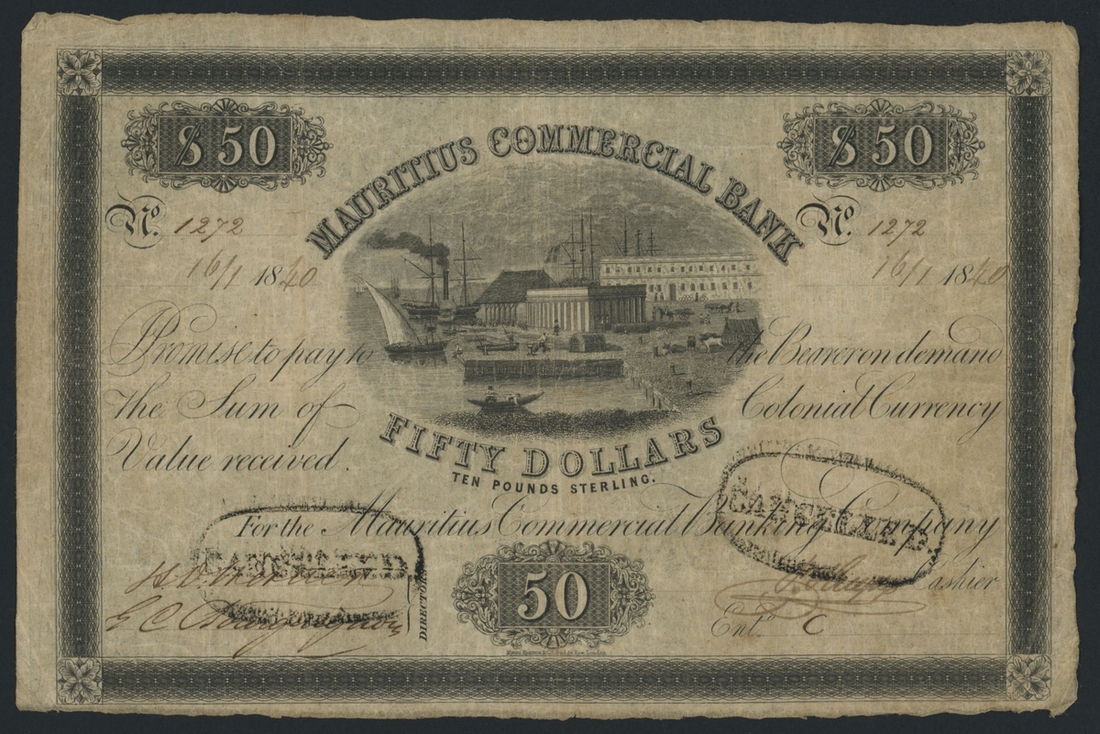 $ 50
$ 50
MAURITIUS COMMERCIAL BANK
No. 1272
No. 1272
16/1 1840
16/1 1840
Promise to pay to the Bearer on demand
The Sum of FIFTY DOLLARS Colonial Currency
TEN POUNDS STERLING.
Value received.
For the Mauritius Commercial Banking Company
CANCELLED
CANCELLED
50
DIRECTORS
Cashier
Entd. C